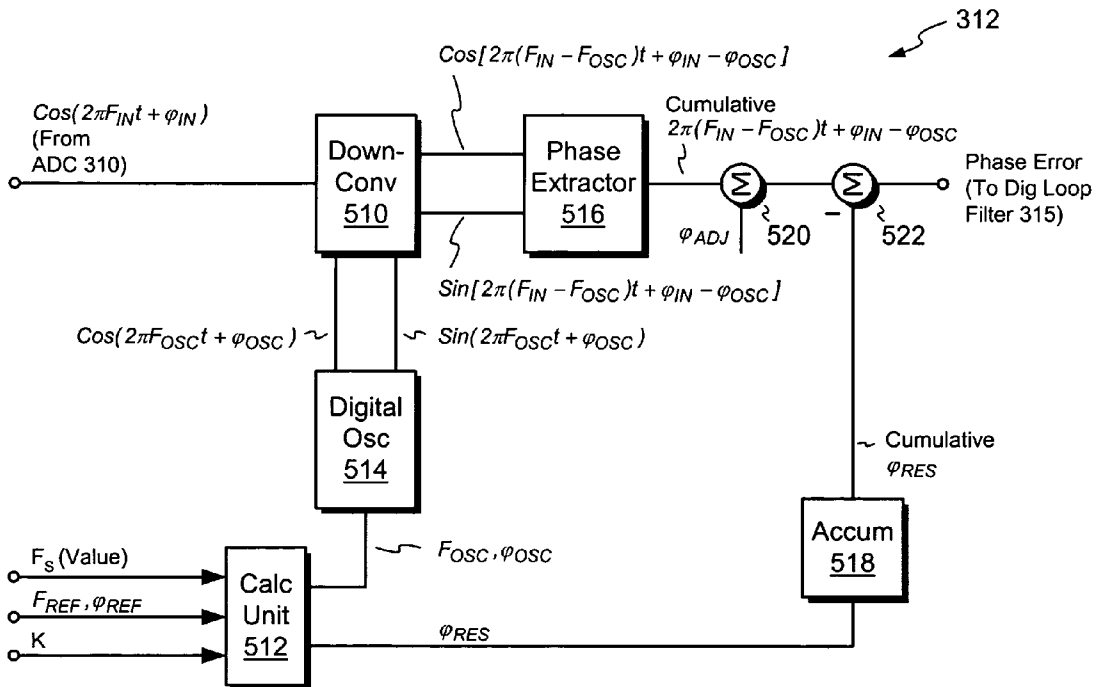 312
Cos[2π(F_IN – F_OSC)t + φ_IN – φ_OSC]
Cos(2πF_INt + φ_IN)
(From
ADC 310)
Down-
Conv
510
Phase
Extractor
516
Cumulative
2π(F_IN – F_OSC)t + φ_IN – φ_OSC
Σ
520
φ_ADJ
Σ
–
522
Phase Error
(To Dig Loop
Filter 315)
Sin[2π(F_IN – F_OSC)t + φ_IN – φ_OSC]
Cos(2πF_OSCt + φ_OSC)
Sin(2πF_OSCt + φ_OSC)
Digital
Osc
514
Cumulative
φ_RES
Accum
518
F_OSC, φ_OSC
F_S (Value)
F_REF, φ_REF
K
Calc
Unit
512
φ_RES